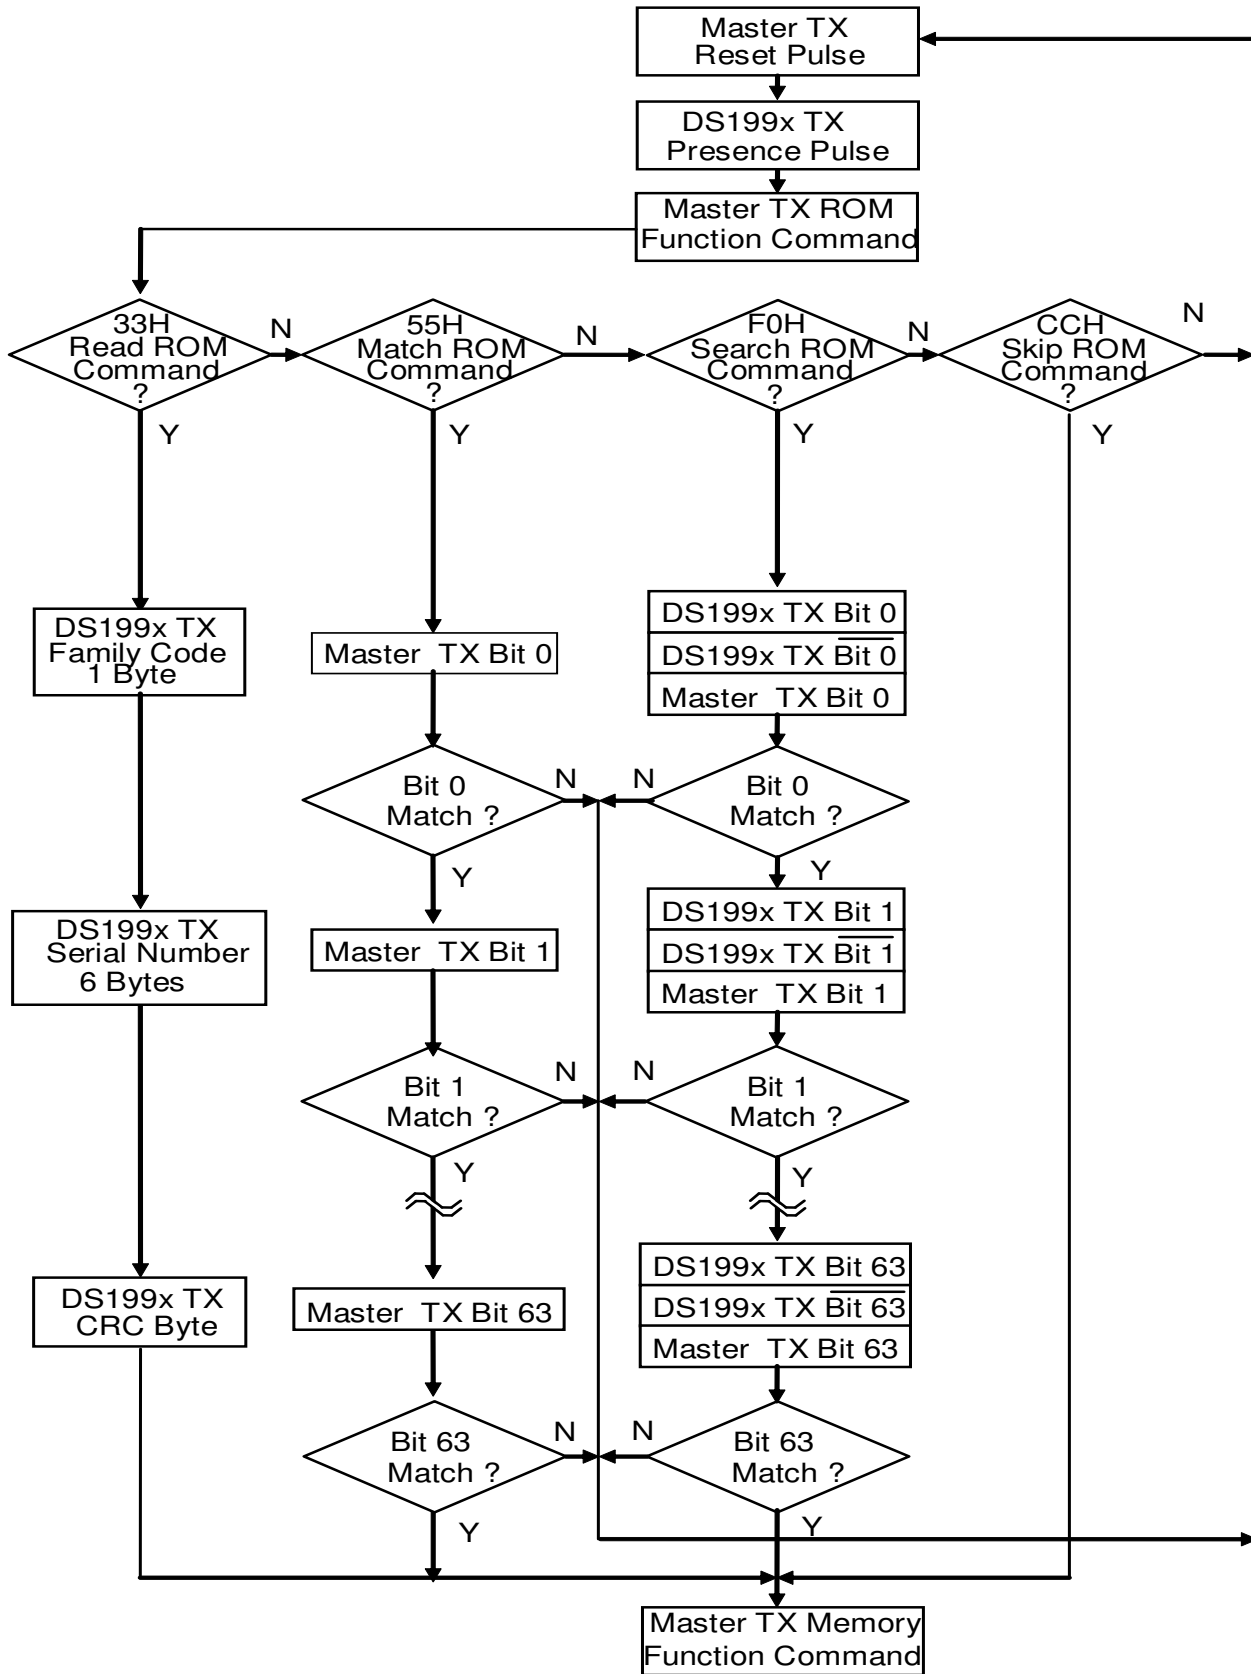 Master TX
Reset Pulse
DS199x TX
Presence Pulse
Master TX ROM
Function Command
33H
Read ROM
Command
?
N
Y
55H
Match ROM
Command
?
N
Y
F0H
Search ROM
Command
?
N
Y
CCH
Skip ROM
Command
?
N
Y
DS199x TX
Family Code
1 Byte
DS199x TX
Serial Number
6 Bytes
DS199x TX
CRC Byte
Master TX Bit 0
Bit 0
Match ?
N
Y
Master TX Bit 1
Bit 1
Match ?
N
Y
Master TX Bit 63
Bit 63
Match ?
N
Y
DS199x TX Bit 0
DS199x TX B̅i̅t̅ ̅0̅
Master TX Bit 0
Bit 0
Match ?
N
Y
DS199x TX Bit 1
DS199x TX B̅i̅t̅ ̅1̅
Master TX Bit 1
Bit 1
Match ?
N
Y
DS199x TX Bit 63
DS199x TX B̅i̅t̅ ̅6̅3̅
Master TX Bit 63
Bit 63
Match ?
N
Y
Master TX Memory
Function Command